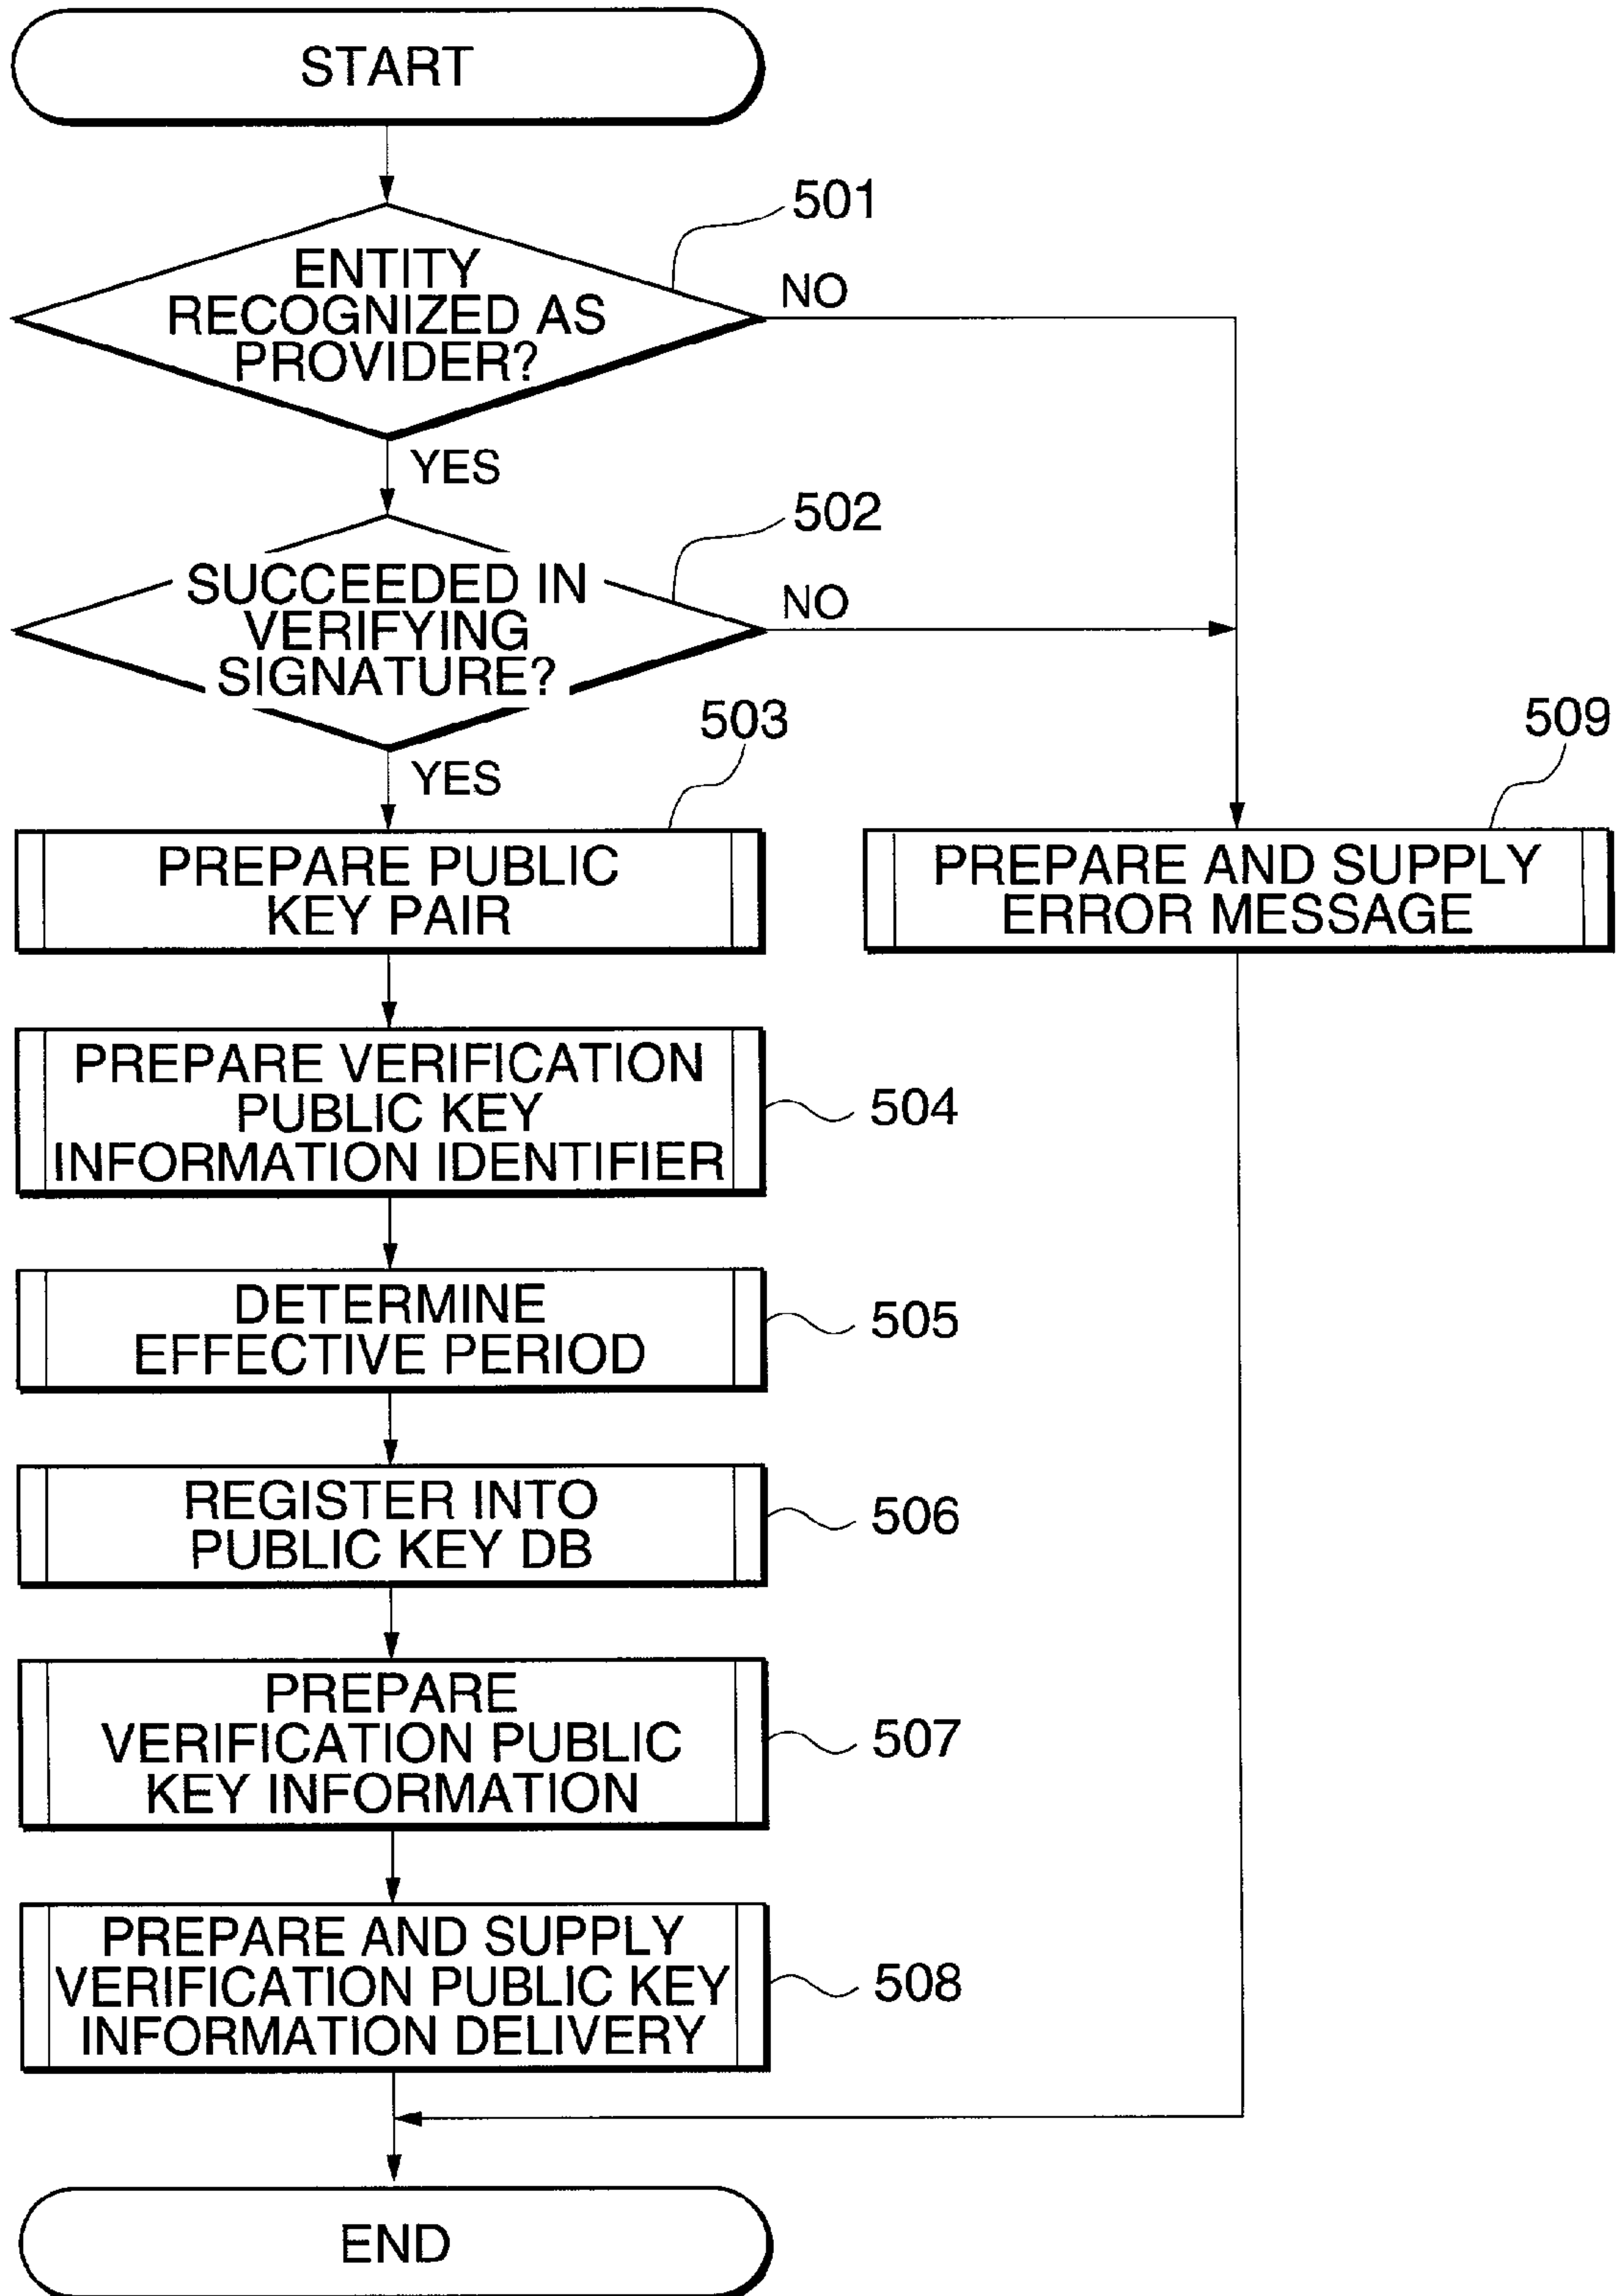 START
501
ENTITY
RECOGNIZED AS
PROVIDER?
NO
YES
502
SUCCEEDED IN
VERIFYING
SIGNATURE?
NO
YES
503
PREPARE PUBLIC
KEY PAIR
509
PREPARE AND SUPPLY
ERROR MESSAGE
PREPARE VERIFICATION
PUBLIC KEY
INFORMATION IDENTIFIER
504
DETERMINE
EFFECTIVE PERIOD
505
REGISTER INTO
PUBLIC KEY DB
506
PREPARE
VERIFICATION PUBLIC
KEY INFORMATION
507
PREPARE AND SUPPLY
VERIFICATION PUBLIC KEY
INFORMATION DELIVERY
508
END